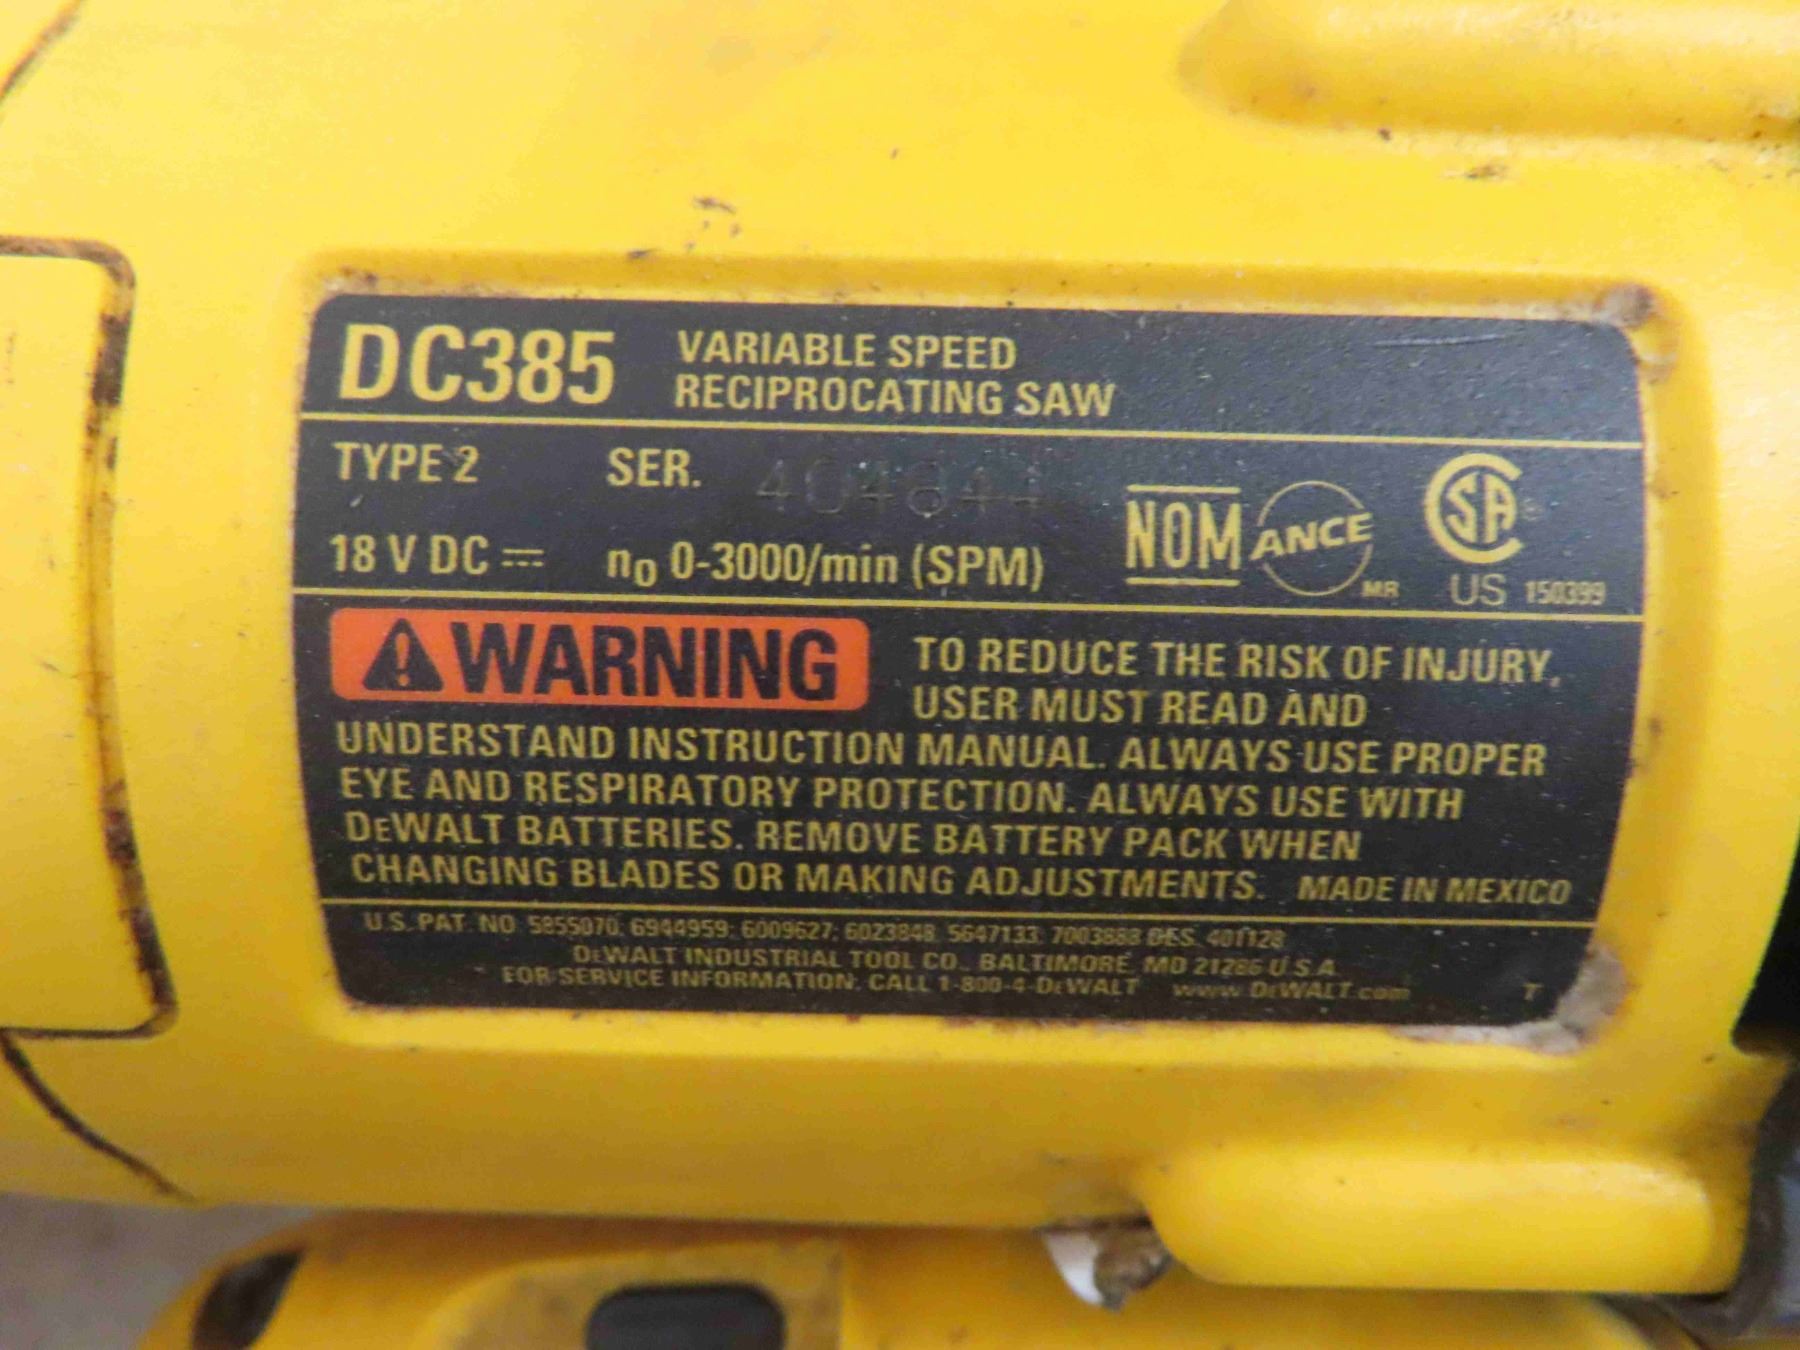 DC385 VARIABLE SPEED
RECIPROCATING SAW
TYPE 2 SER. 404844
18 V DC n0 0-3000/min (SPM)
NOM ANCE MR
CSA US 150399
WARNING TO REDUCE THE RISK OF INJURY,
USER MUST READ AND
UNDERSTAND INSTRUCTION MANUAL. ALWAYS USE PROPER
EYE AND RESPIRATORY PROTECTION. ALWAYS USE WITH
DEWALT BATTERIES. REMOVE BATTERY PACK WHEN
CHANGING BLADES OR MAKING ADJUSTMENTS. MADE IN MEXICO
U.S. PAT. NO. 5855070; 6944959; 6009627; 6023848; 5647133; 7003888 DES. 401128
DEWALT INDUSTRIAL TOOL CO., BALTIMORE, MD 21286 U.S.A.
FOR SERVICE INFORMATION, CALL 1-800-4-DEWALT www.DEWALT.com T